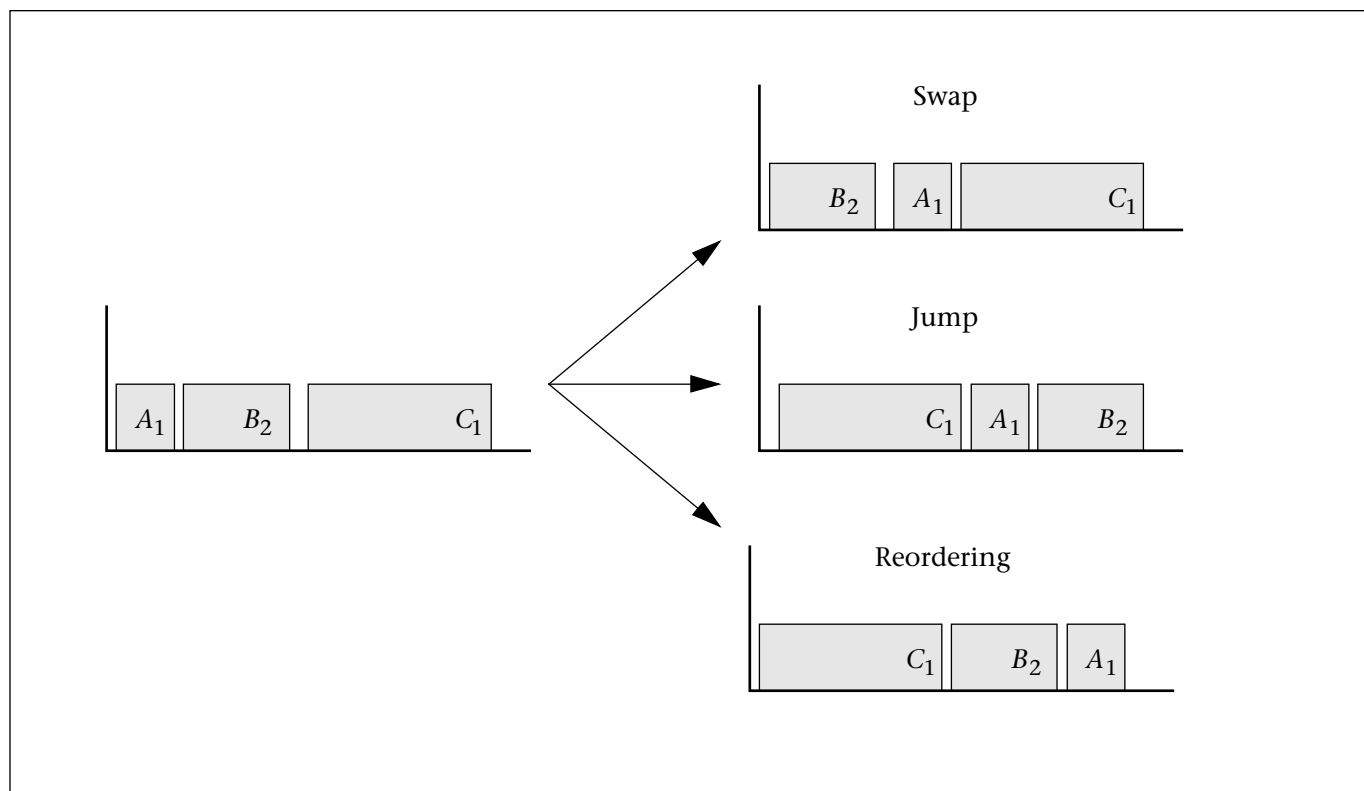 Swap
B₂ A₁ C₁
Jump
A₁ B₂ C₁
C₁ A₁ B₂
Reordering
C₁ B₂ A₁